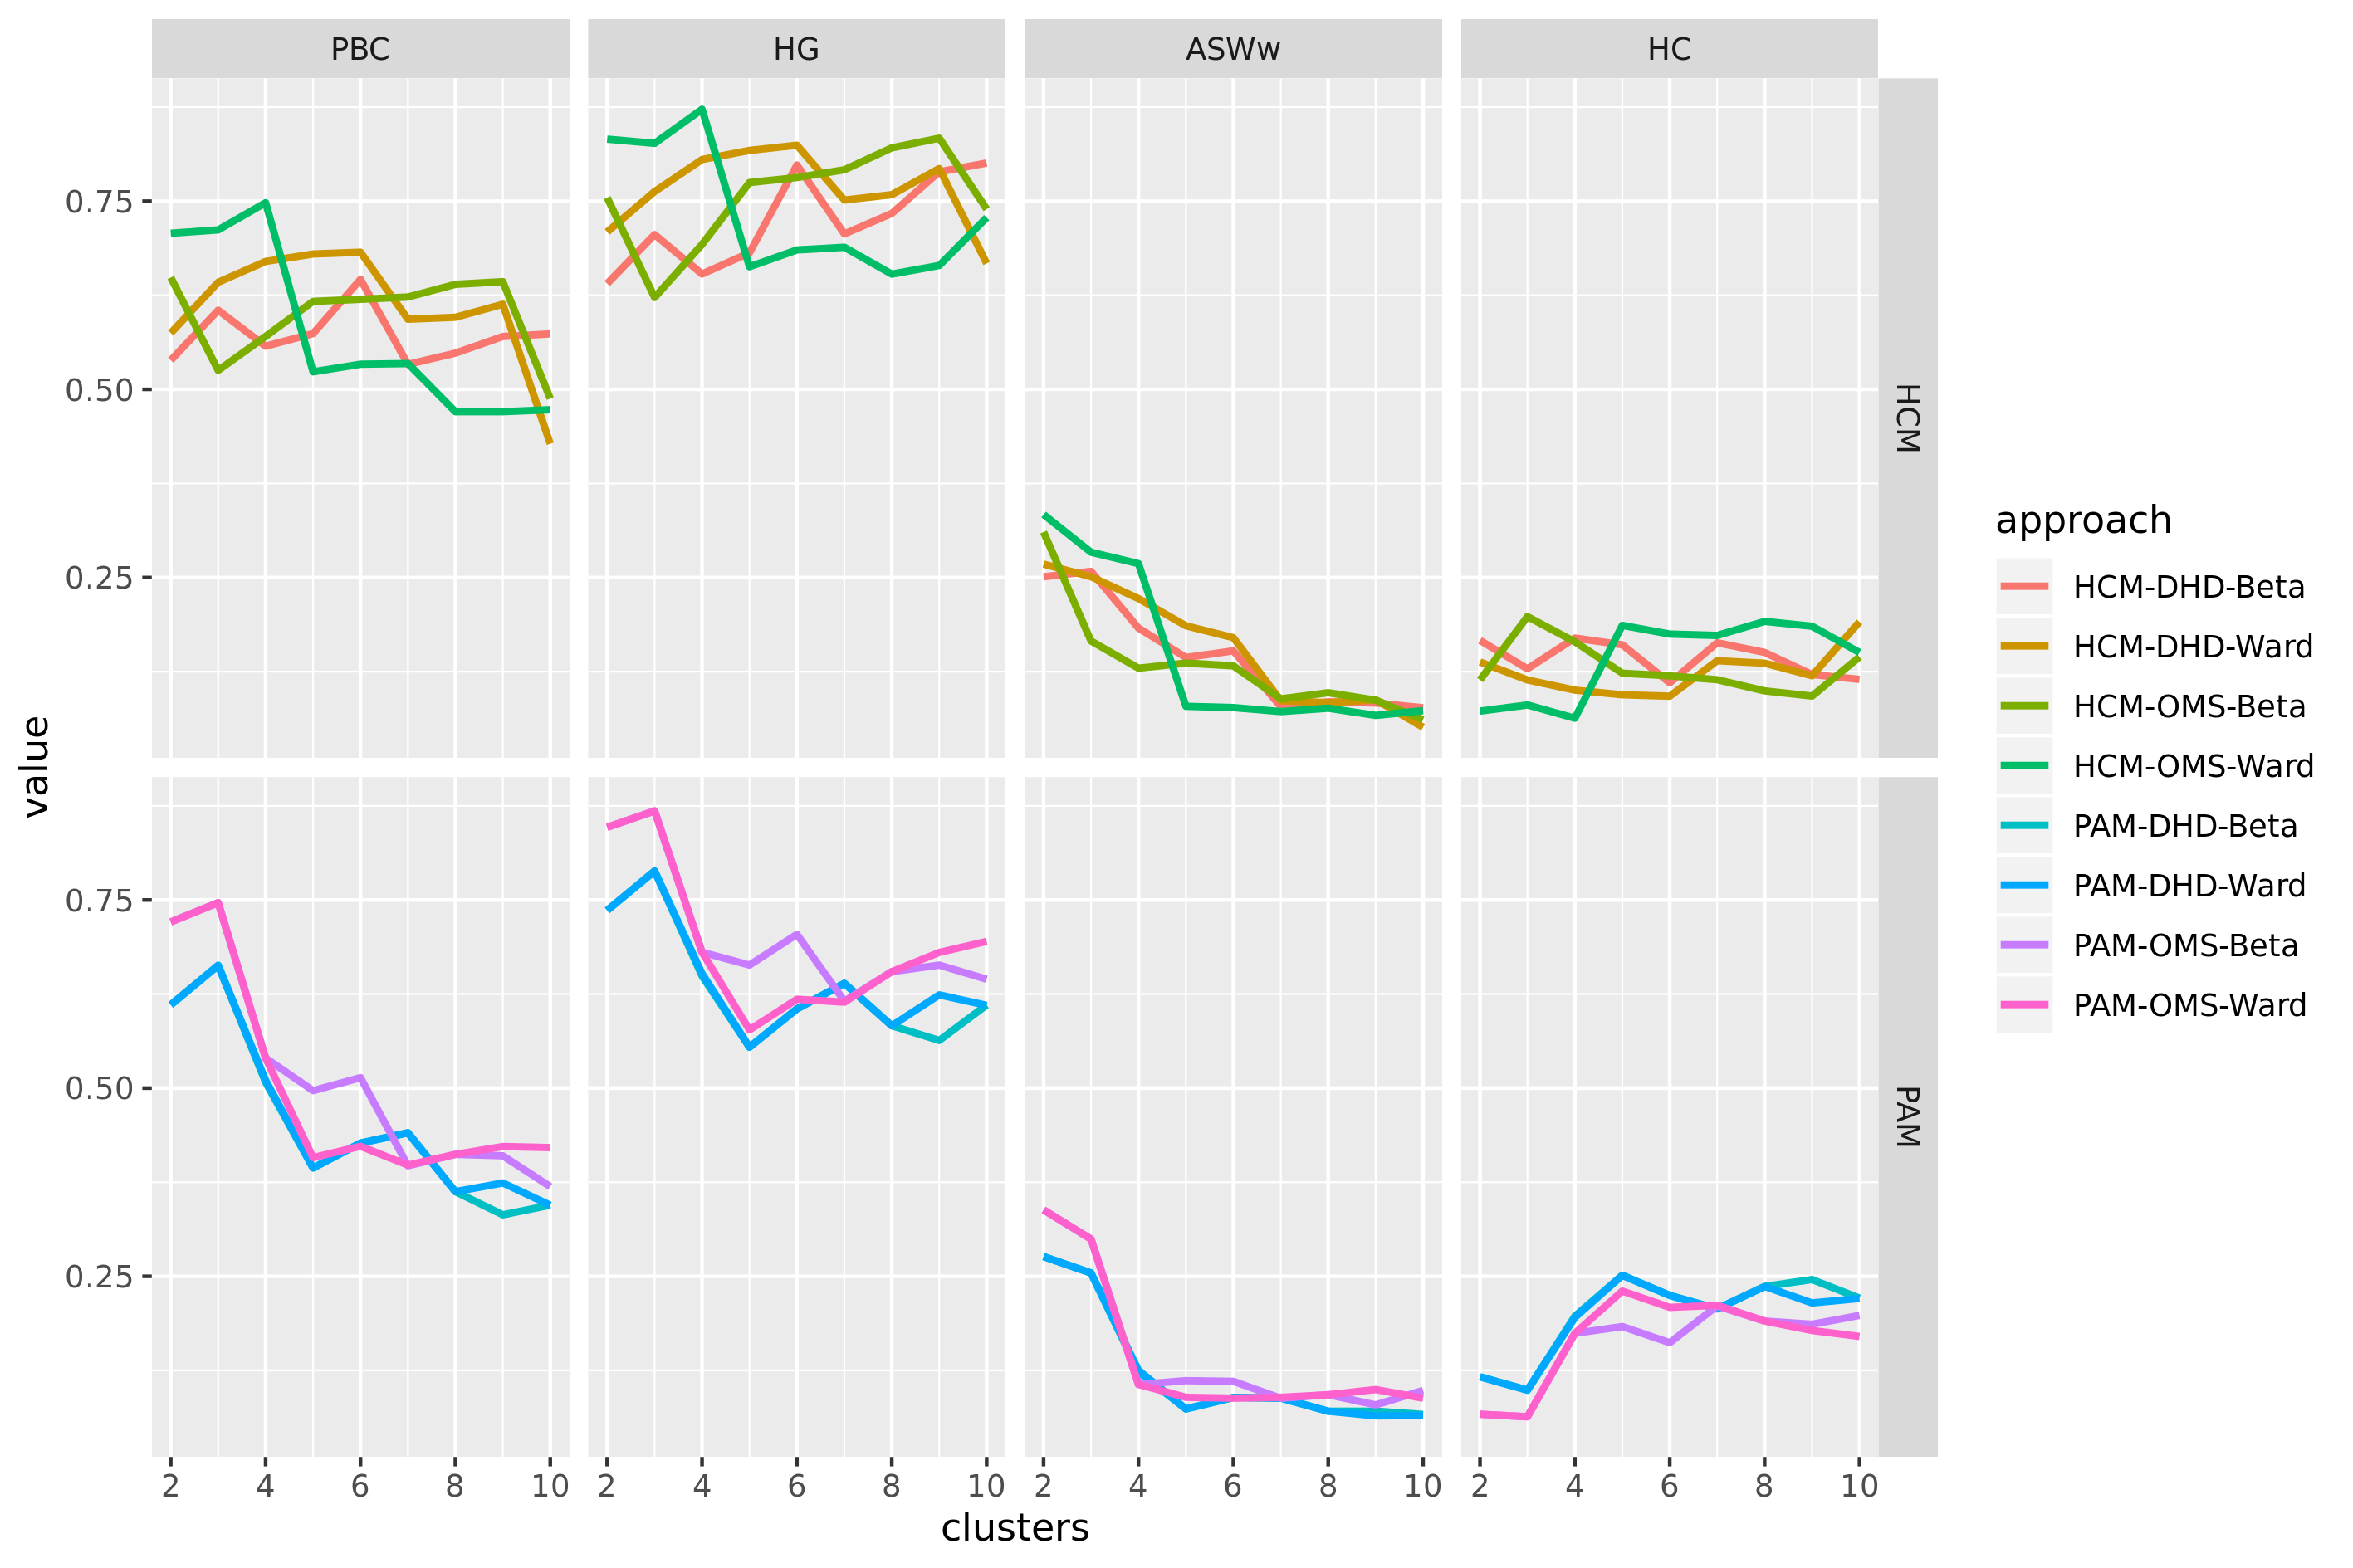 PBC HG ASWw HC
0.75
0.50
0.25
HCM
0.75
0.50
0.25
PAM
value
2 4 6 8 10 2 4 6 8 10 2 4 6 8 10 2 4 6 8 10
clusters
approach
HCM-DHD-Beta
HCM-DHD-Ward
HCM-OMS-Beta
HCM-OMS-Ward
PAM-DHD-Beta
PAM-DHD-Ward
PAM-OMS-Beta
PAM-OMS-Ward